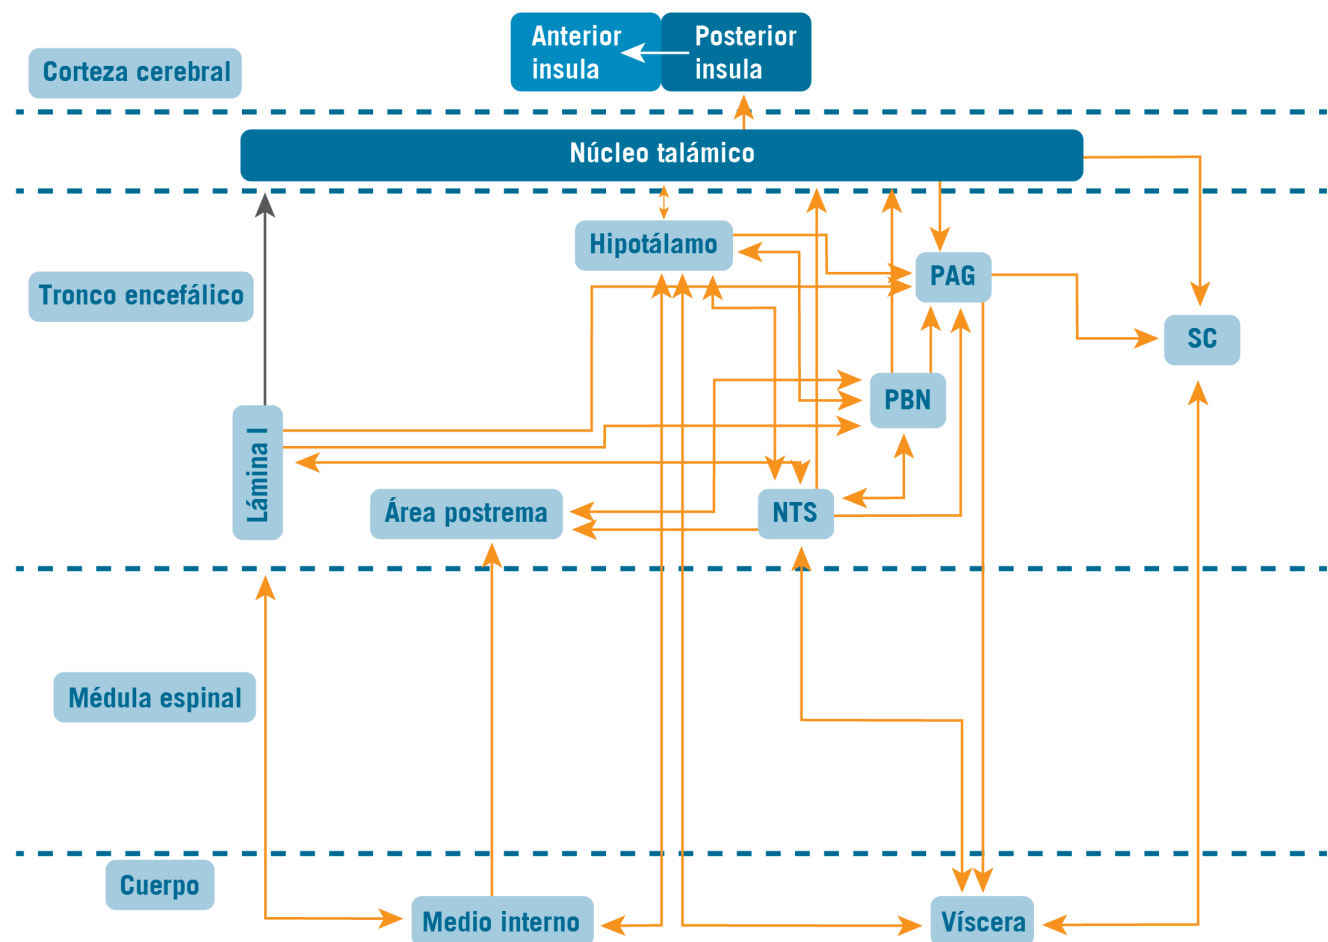 Anterior
insula
Posterior
insula
Corteza cerebral
Núcleo talámico
Hipotálamo
PAG
Tronco encefálico
SC
PBN
Lámina I
Área postrema
NTS
Médula espinal
Cuerpo
Medio interno
Víscera